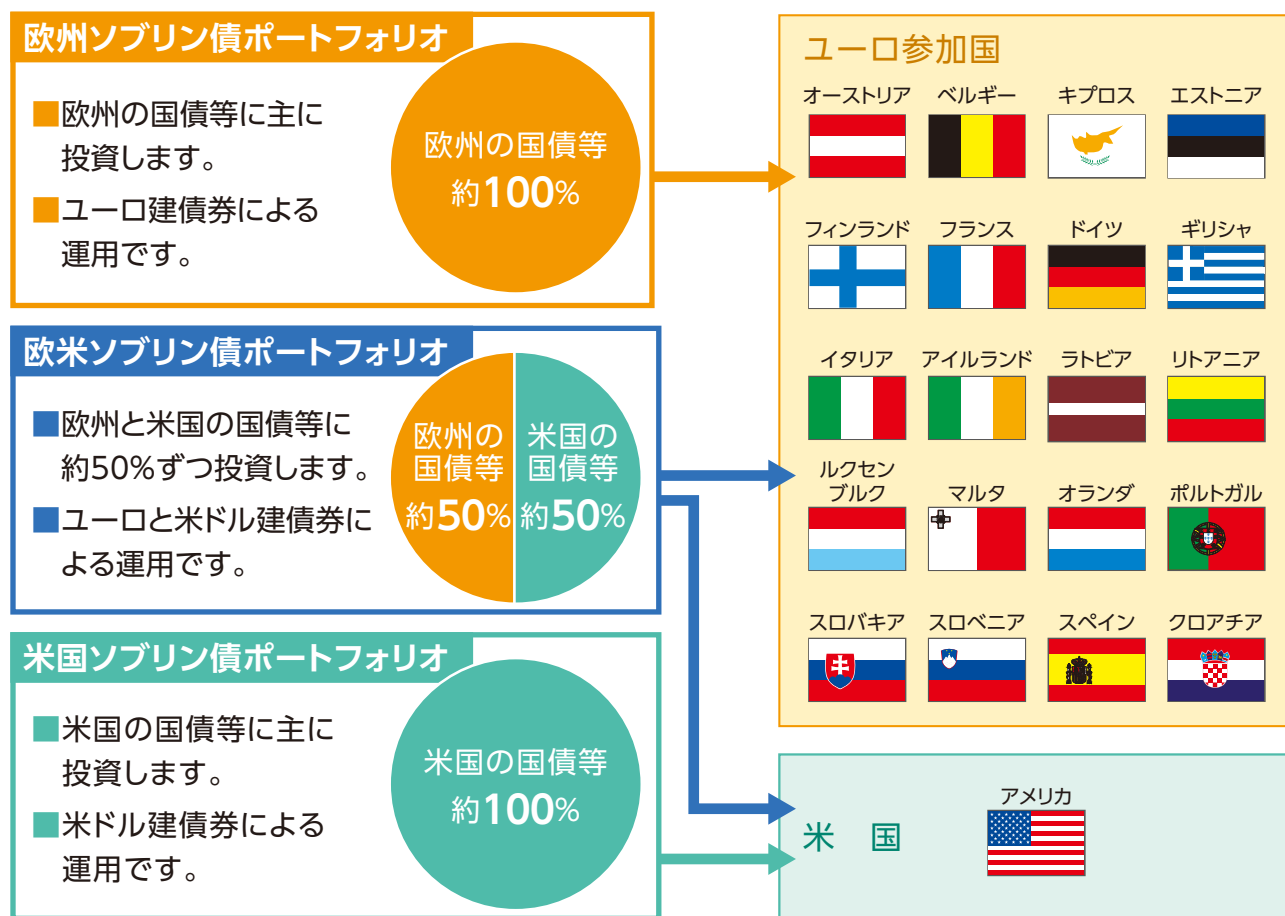 欧州ソブリン債ポートフォリオ
■欧州の国債等に主に
投資します。
■ユーロ建債券による
運用です。
欧州の国債等
約100%
欧米ソブリン債ポートフォリオ
■欧州と米国の国債等に
約50%ずつ投資します。
■ユーロと米ドル建債券に
よる運用です。
欧州の
国債等
約50%
米国の
国債等
約50%
米国ソブリン債ポートフォリオ
■米国の国債等に主に
投資します。
■米ドル建債券による
運用です。
米国の国債等
約100%
ユーロ参加国
オーストリア ベルギー キプロス エストニア
フィンランド フランス ドイツ ギリシャ
イタリア アイルランド ラトビア リトアニア
ルクセン
ブルク マルタ オランダ ポルトガル
スロバキア スロベニア スペイン クロアチア
米 国
アメリカ